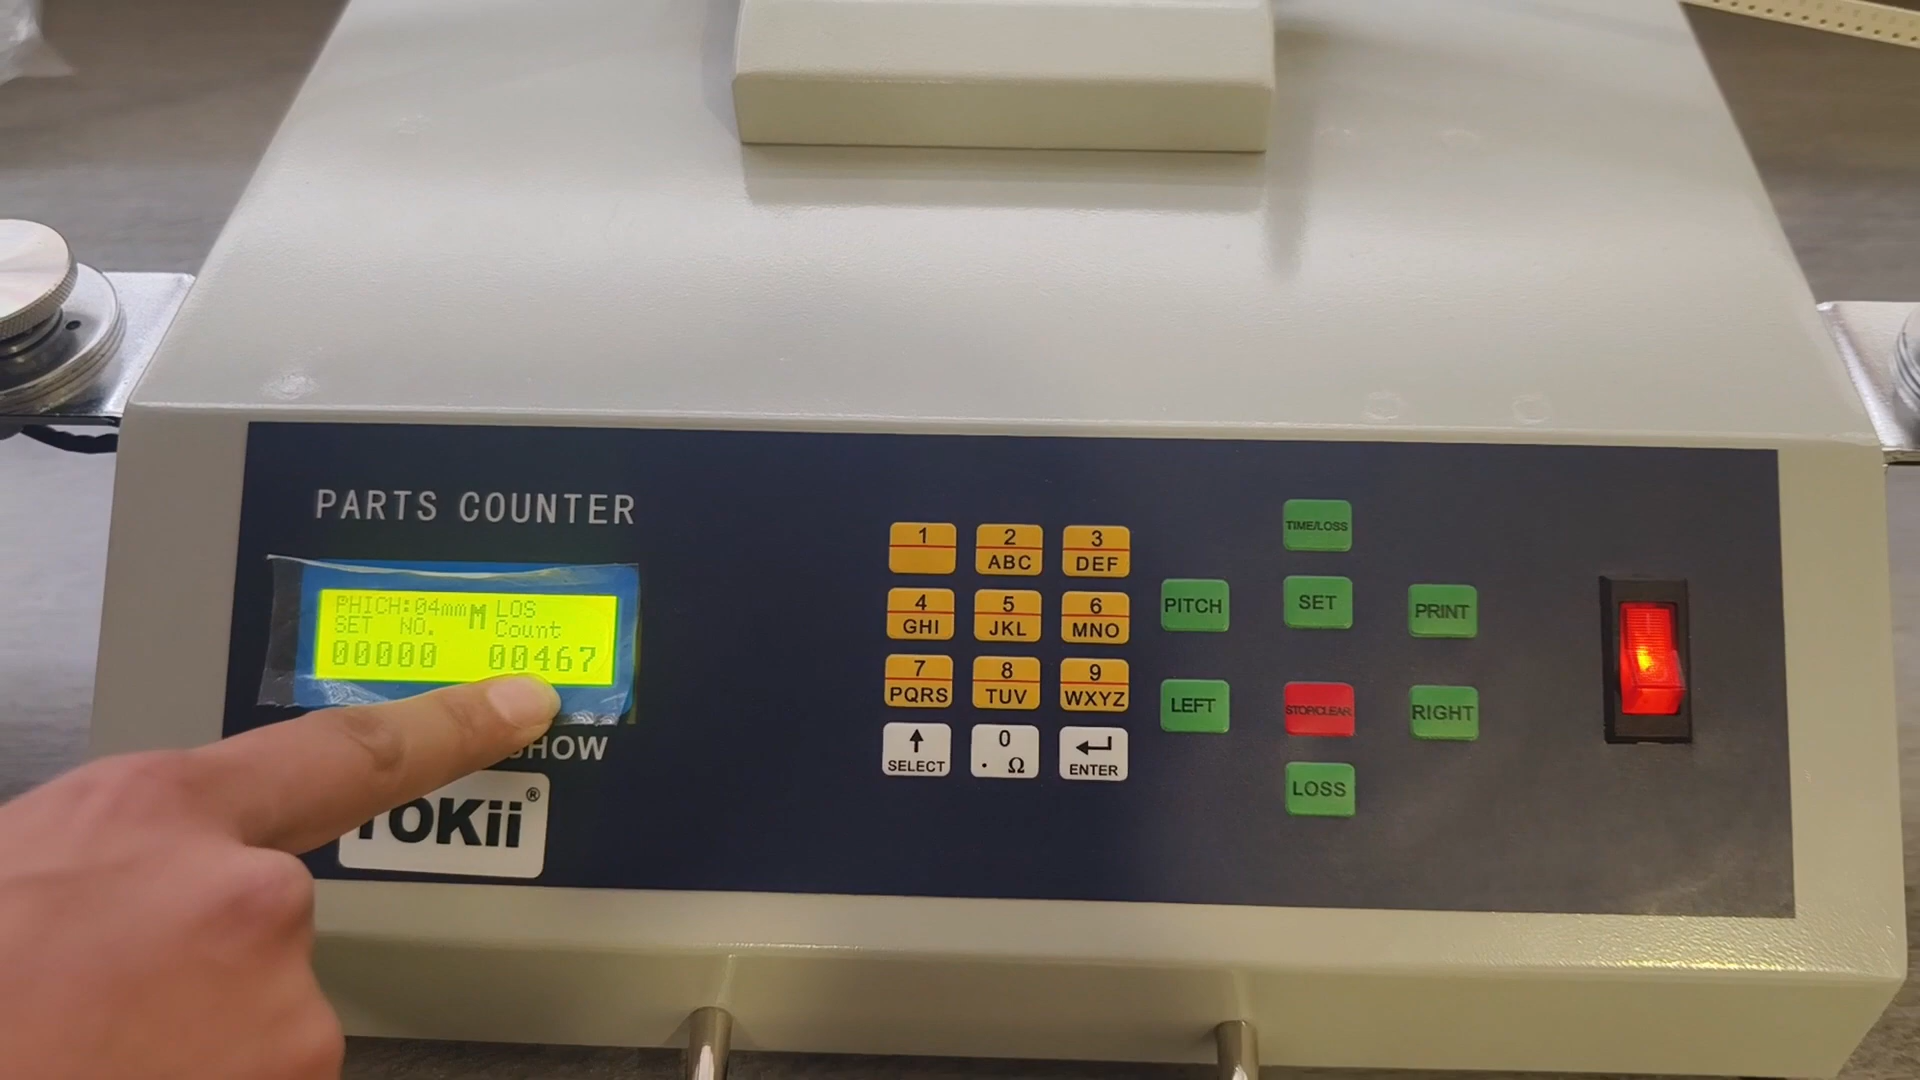 PARTS COUNTER
PHICH:04mm M LOS
SET NO. Count
00000 00467
SHOW
TOKii®
1
2 ABC
3 DEF
4 GHI
5 JKL
6 MNO
7 PQRS
8 TUV
9 WXYZ
↑ SELECT
0 . Ω
ENTER
TIME/LOSS
PITCH
SET
PRINT
LEFT
STOP/CLEAR
RIGHT
LOSS